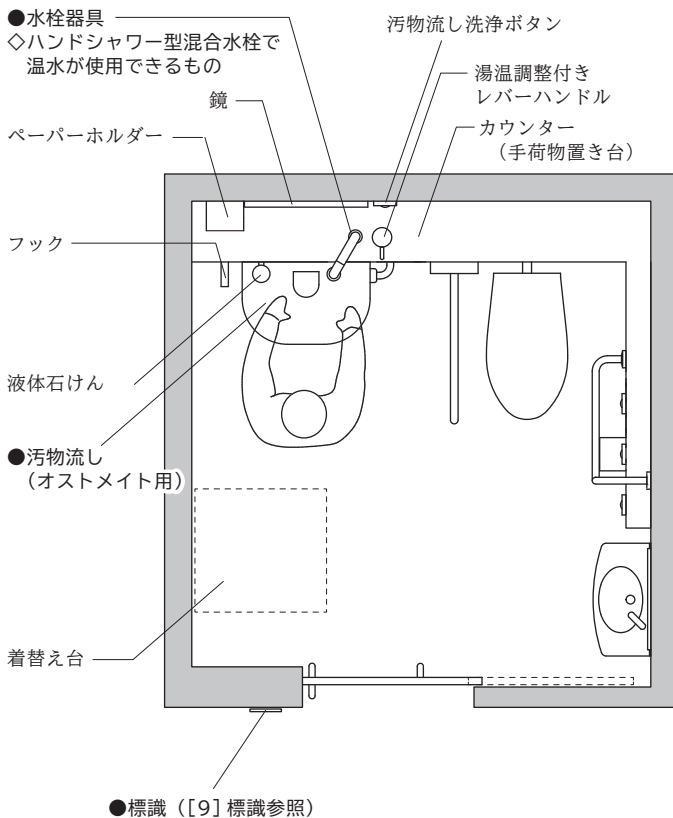 ●水栓器具
◇ハンドシャワー型混合水栓で
温水が使用できるもの
汚物流し洗浄ボタン
湯温調整付き
レバーハンドル
鏡
カウンター
（手荷物置き台）
ペーパーホルダー
フック
液体石けん
●汚物流し
（オストメイト用）
着替え台
●標識（[9] 標識参照）